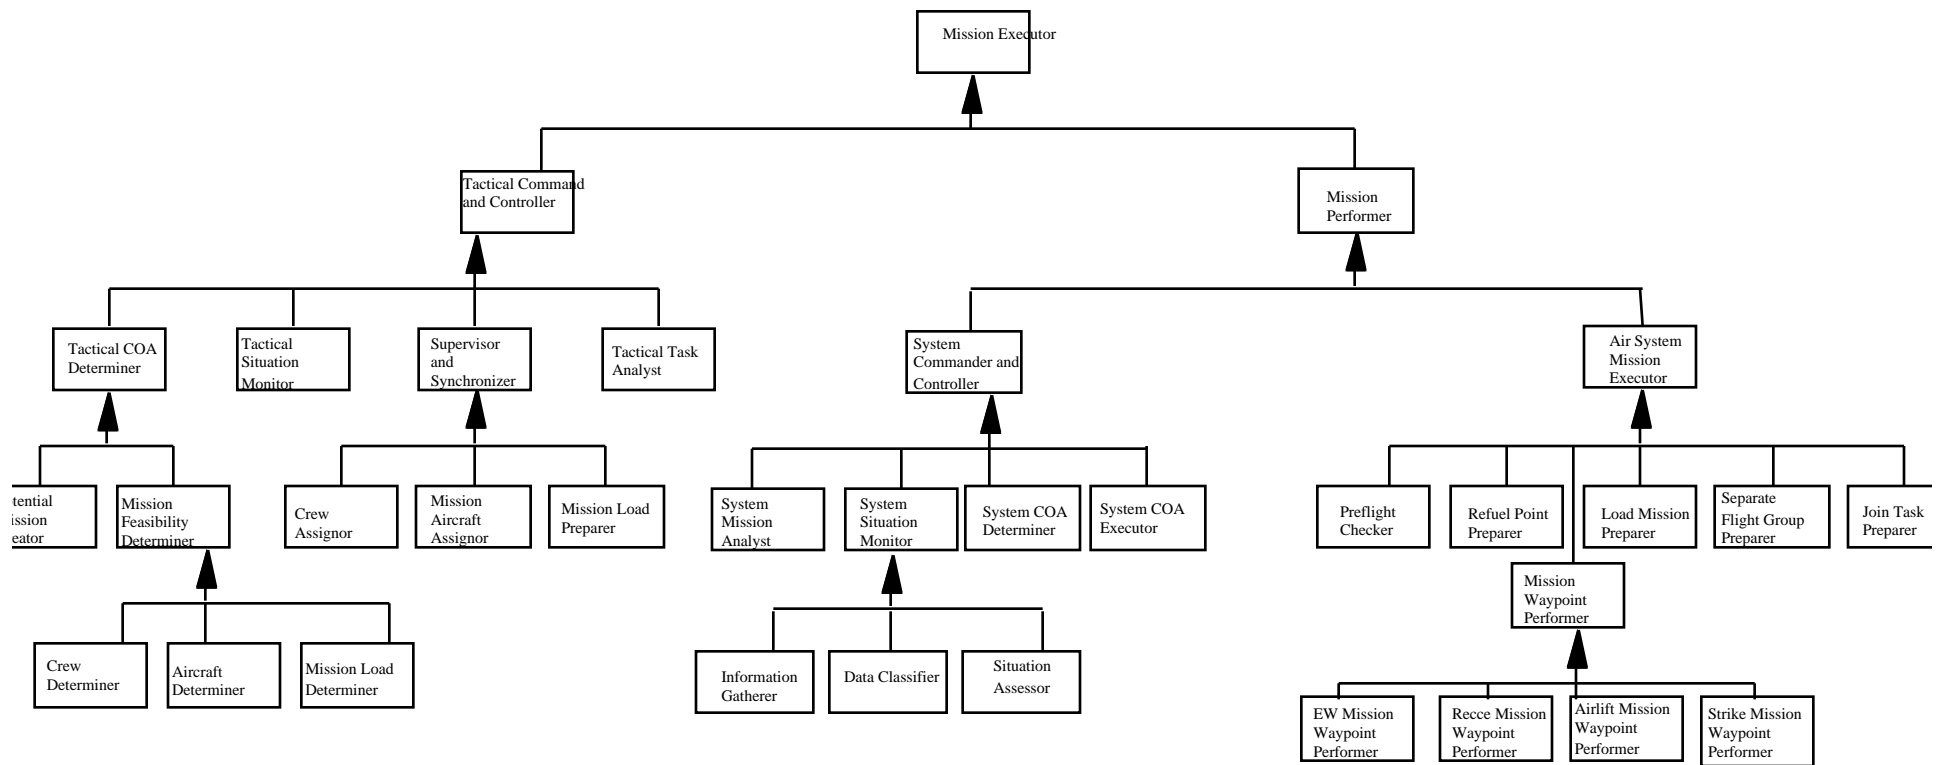 Mission Executor
Tactical Command
and Controller
Mission
Performer
Tactical COA
Determiner
Tactical
Situation
Monitor
Supervisor
and
Synchronizer
Tactical Task
Analyst
System
Commander and
Controller
Air System
Mission
Executor
tential
ission
eator
Mission
Feasibility
Determiner
Crew
Assignor
Mission
Aircraft
Assignor
Mission Load
Preparer
System
Mission
Analyst
System
Situation
Monitor
System COA
Determiner
System COA
Executor
Preflight
Checker
Refuel Point
Preparer
Load Mission
Preparer
Separate
Flight Group
Preparer
Join Task
Preparer
Mission
Waypoint
Performer
Crew
Determiner
Aircraft
Determiner
Mission Load
Determiner
Information
Gatherer
Data Classifier
Situation
Assessor
EW Mission
Waypoint
Performer
Recce Mission
Waypoint
Performer
Airlift Mission
Waypoint
Performer
Strike Mission
Waypoint
Performer